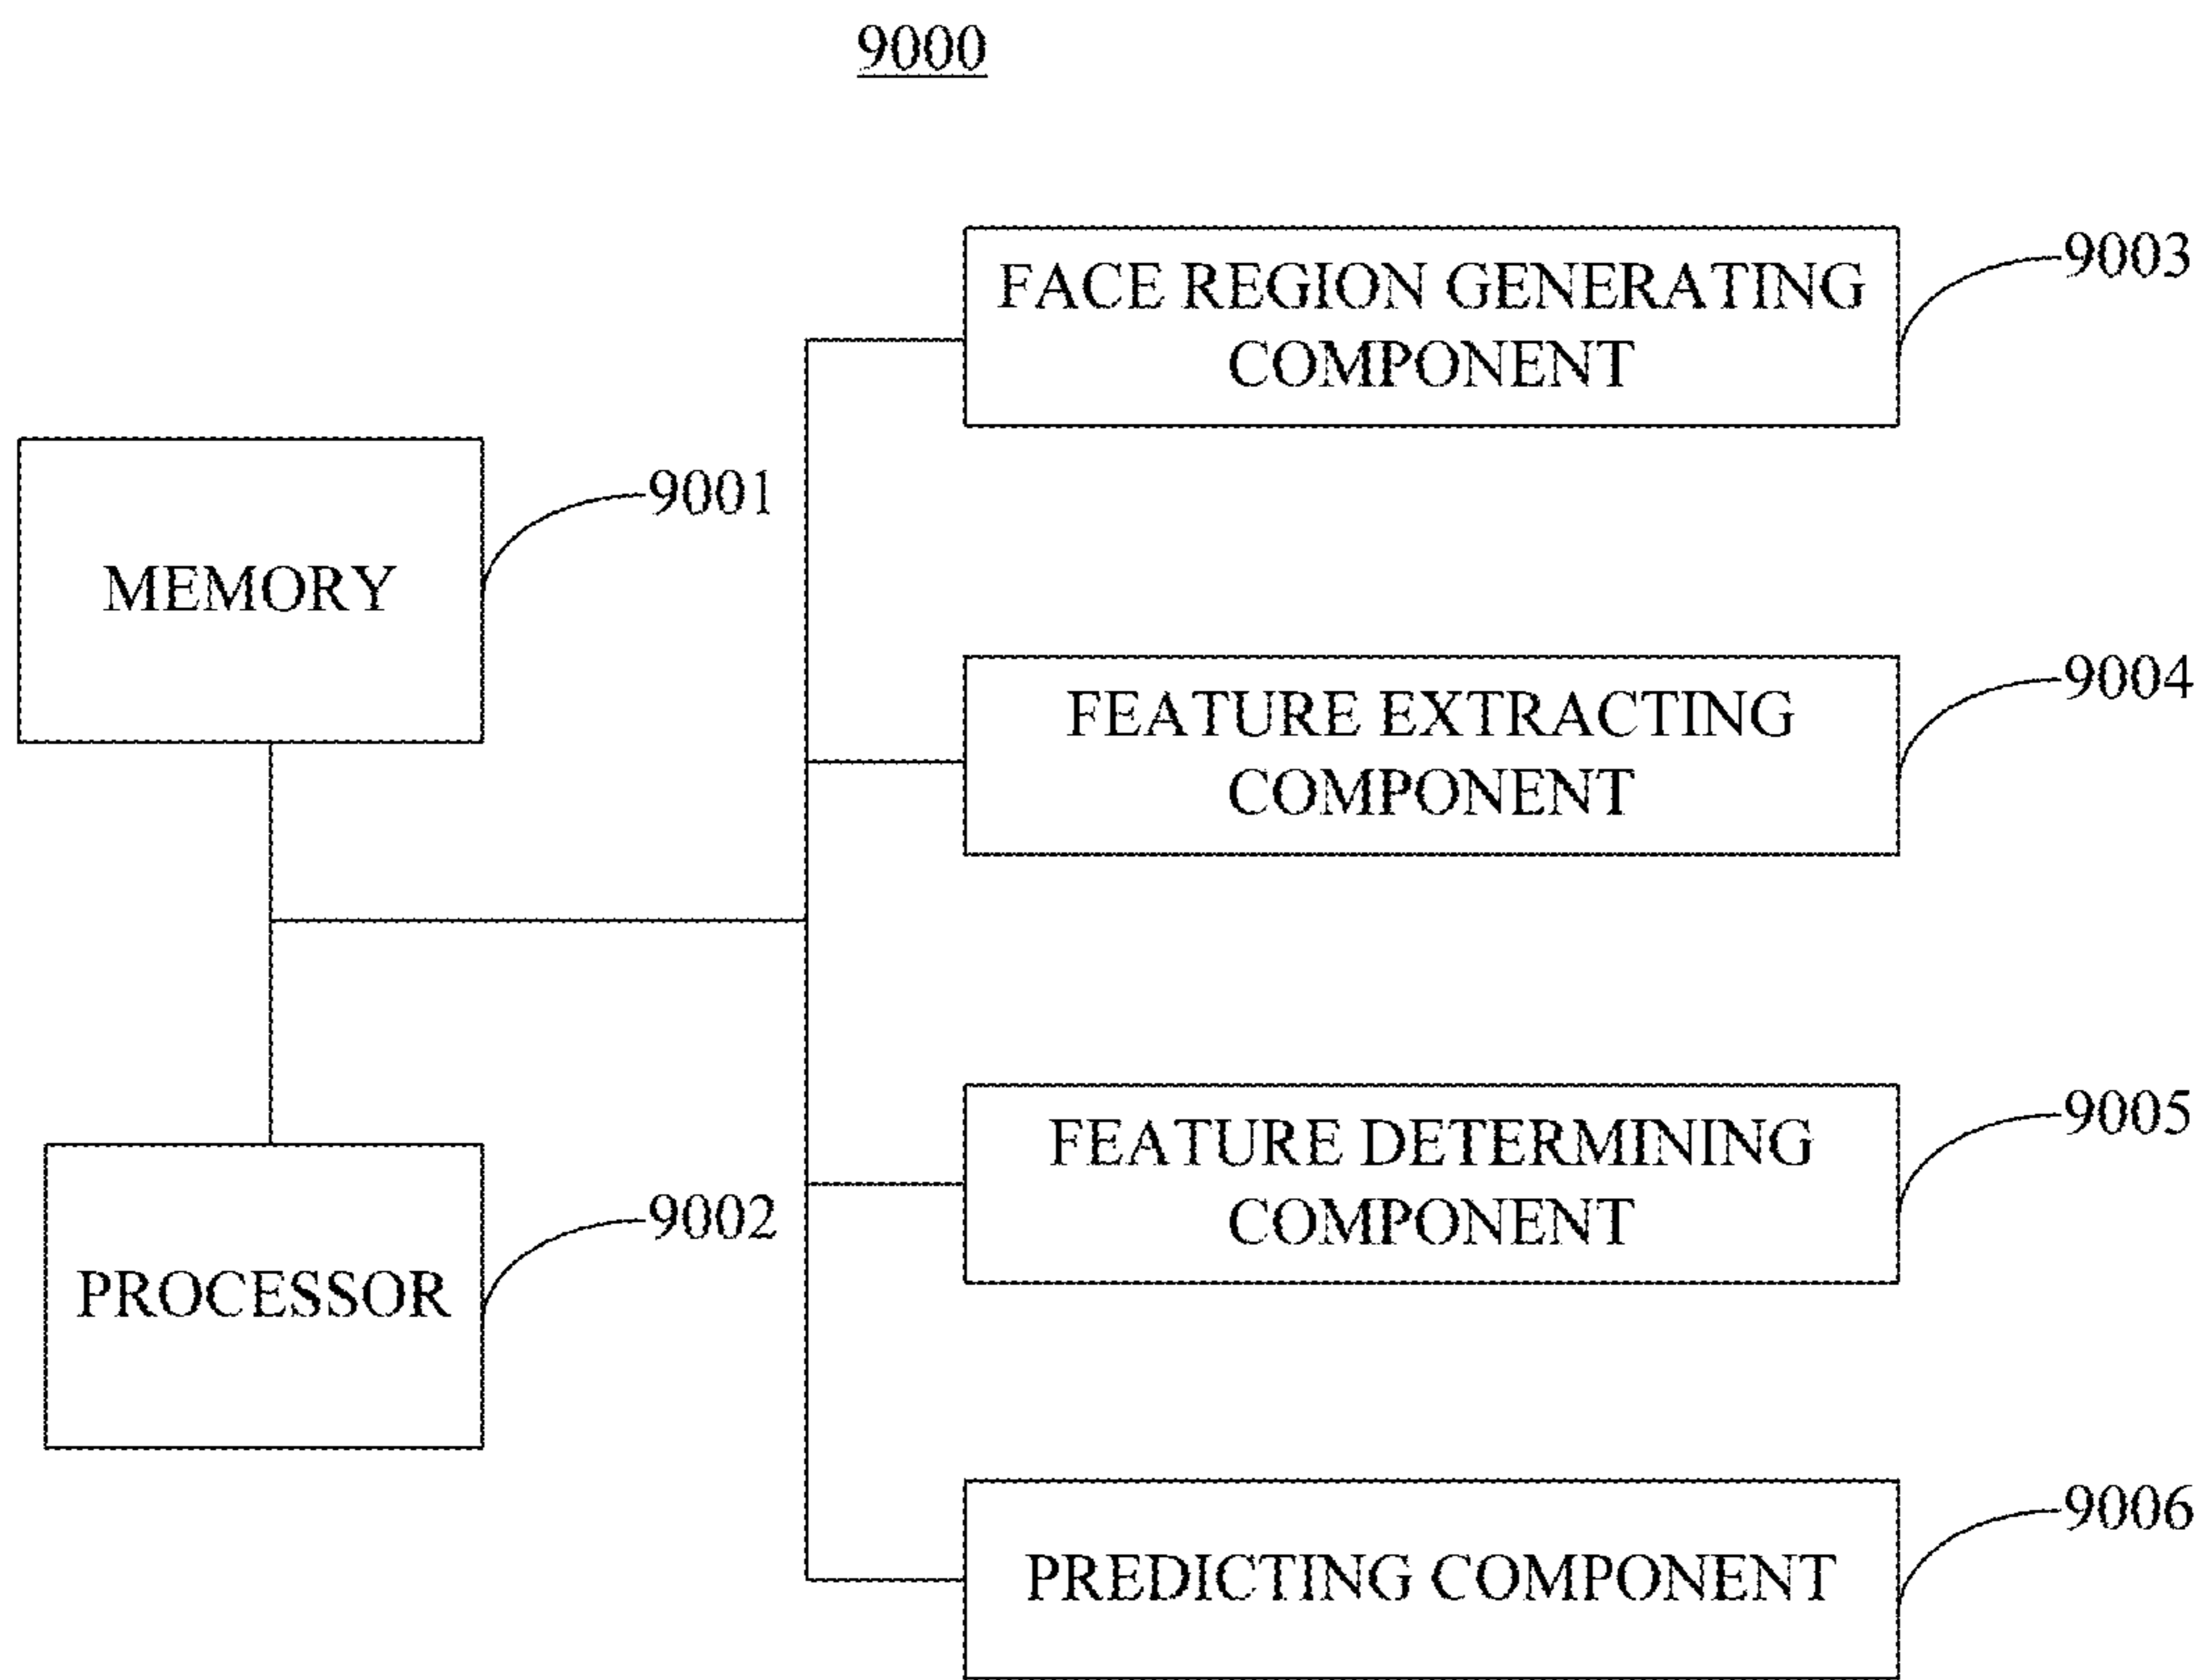 9000
FACE REGION GENERATING
COMPONENT
9003
MEMORY
9001
FEATURE EXTRACTING
COMPONENT
9004
FEATURE DETERMINING
COMPONENT
9005
PROCESSOR
9002
PREDICTING COMPONENT
9006